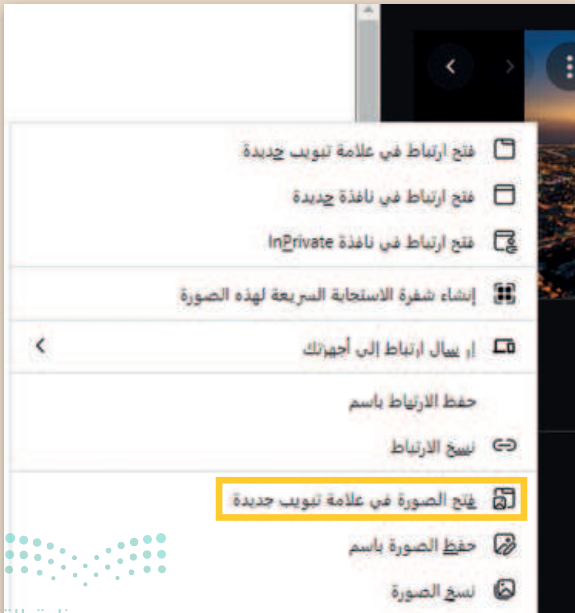 فتح ارتباط في علامة تبويب جديدة
فتح ارتباط في نافذة جديدة
فتح ارتباط في نافذة InPrivate
إنشاء شفرة الاستجابة السريعة لهذه الصورة
إرسال ارتباط إلى أجهزتك
حفظ الارتباط باسم
نسخ الارتباط
فتح الصورة في علامة تبويب جديدة
حفظ الصورة باسم
نسخ الصورة